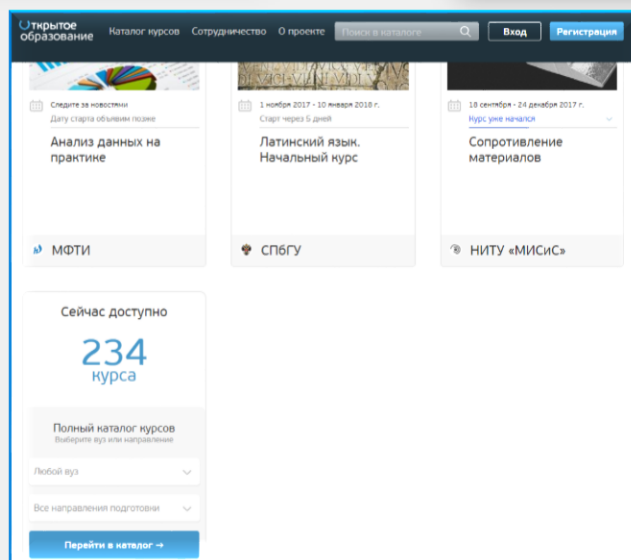 Открытое
образование
Каталог курсов Сотрудничество О проекте Поиск в каталоге Вход Регистрация
Следите за новостями
Дату старта объявим позже
Анализ данных на
практике
МФТИ
1 ноября 2017 - 10 января 2018 г.
Старт через 5 дней
Латинский язык.
Начальный курс
СПбГУ
18 сентября - 24 декабря 2017 г.
Курс уже начался
Сопротивление
материалов
НИТУ «МИСиС»
Сейчас доступно
234
курса
Полный каталог курсов
Выберите вуз или направление
Любой вуз
Все направления подготовки
Перейти в каталог →